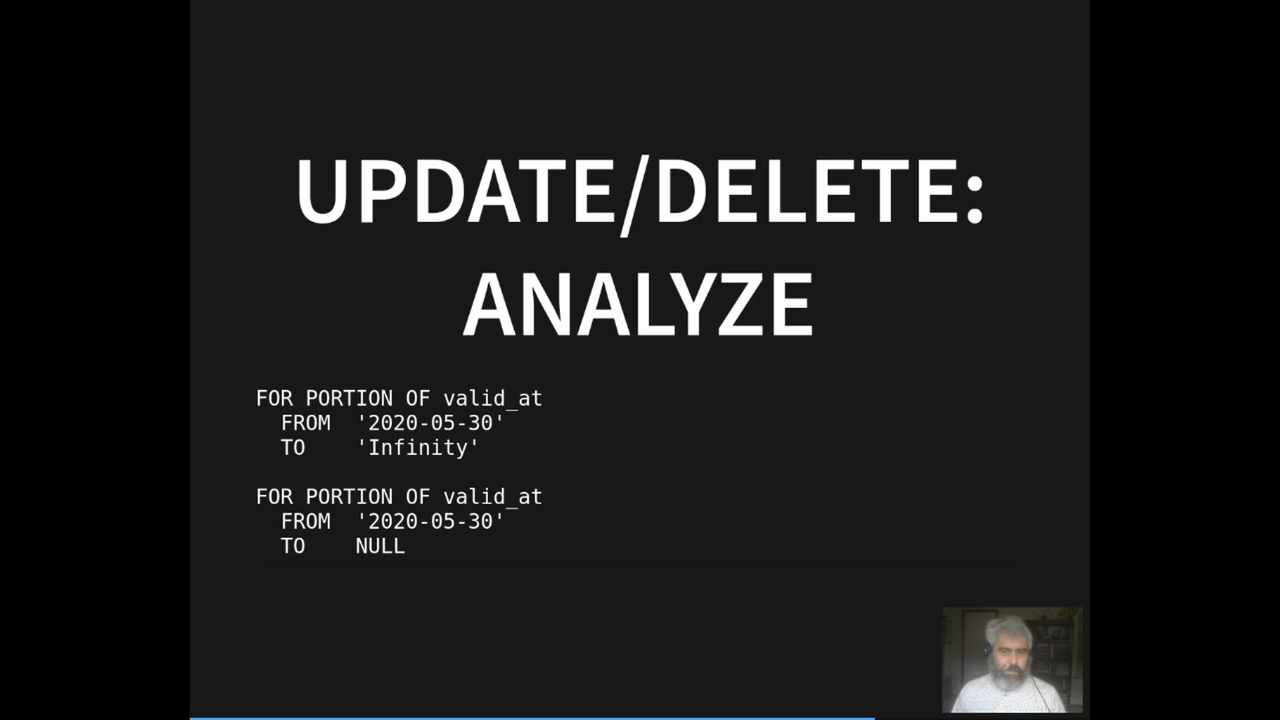 UPDATE/DELETE:
ANALYZE
FOR PORTION OF valid_at
FROM '2020-05-30'
TO 'Infinity'
FOR PORTION OF valid_at
FROM '2020-05-30'
TO NULL